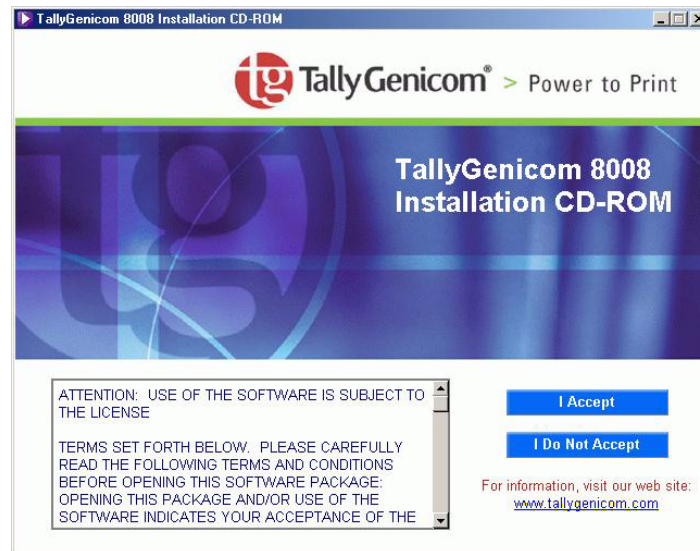 TallyGenicom 8008 Installation CD-ROM
tg TallyGenicom® > Power to Print
TallyGenicom 8008
Installation CD-ROM
ATTENTION: USE OF THE SOFTWARE IS SUBJECT TO
THE LICENSE
TERMS SET FORTH BELOW. PLEASE CAREFULLY
READ THE FOLLOWING TERMS AND CONDITIONS
BEFORE OPENING THIS SOFTWARE PACKAGE:
OPENING THIS PACKAGE AND/OR USE OF THE
SOFTWARE INDICATES YOUR ACCEPTANCE OF THE
I Accept
I Do Not Accept
For information, visit our web site:
www.tallygenicom.com